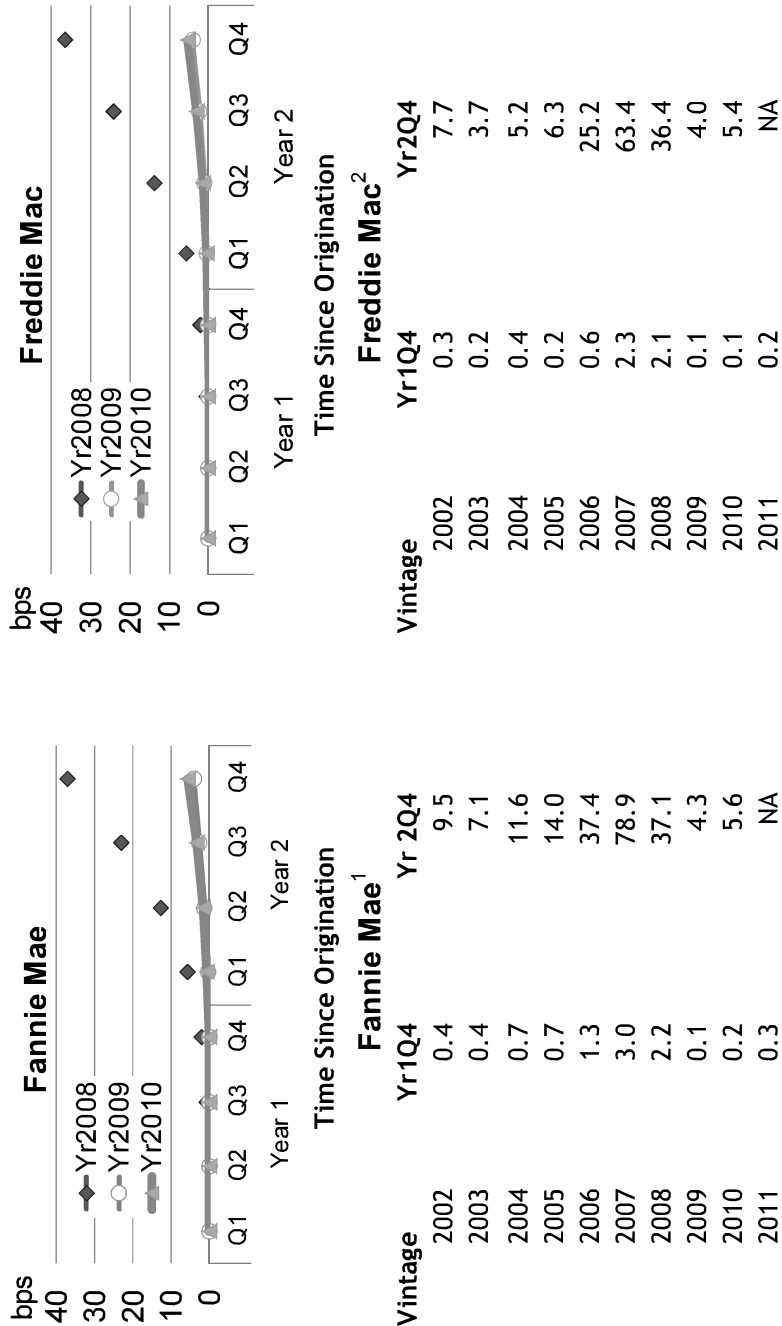 Fannie Mae
bps
40
30
20
10
0
Yr2008
Yr2009
Yr2010
Q1 Q2 Q3 Q4 Q1 Q2 Q3 Q4
Year 1 Year 2
Time Since Origination
Fannie Mae1
Vintage Yr1Q4 Yr 2Q4
2002 0.4 9.5
2003 0.4 7.1
2004 0.7 11.6
2005 0.7 14.0
2006 1.3 37.4
2007 3.0 78.9
2008 2.2 37.1
2009 0.1 4.3
2010 0.2 5.6
2011 0.3 NA
Freddie Mac
bps
40
30
20
10
0
Yr2008
Yr2009
Yr2010
Q1 Q2 Q3 Q4 Q1 Q2 Q3 Q4
Year 1 Year 2
Time Since Origination
Freddie Mac2
Vintage Yr1Q4 Yr2Q4
2002 0.3 7.7
2003 0.2 3.7
2004 0.4 5.2
2005 0.2 6.3
2006 0.6 25.2
2007 2.3 63.4
2008 2.1 36.4
2009 0.1 4.0
2010 0.1 5.4
2011 0.2 NA